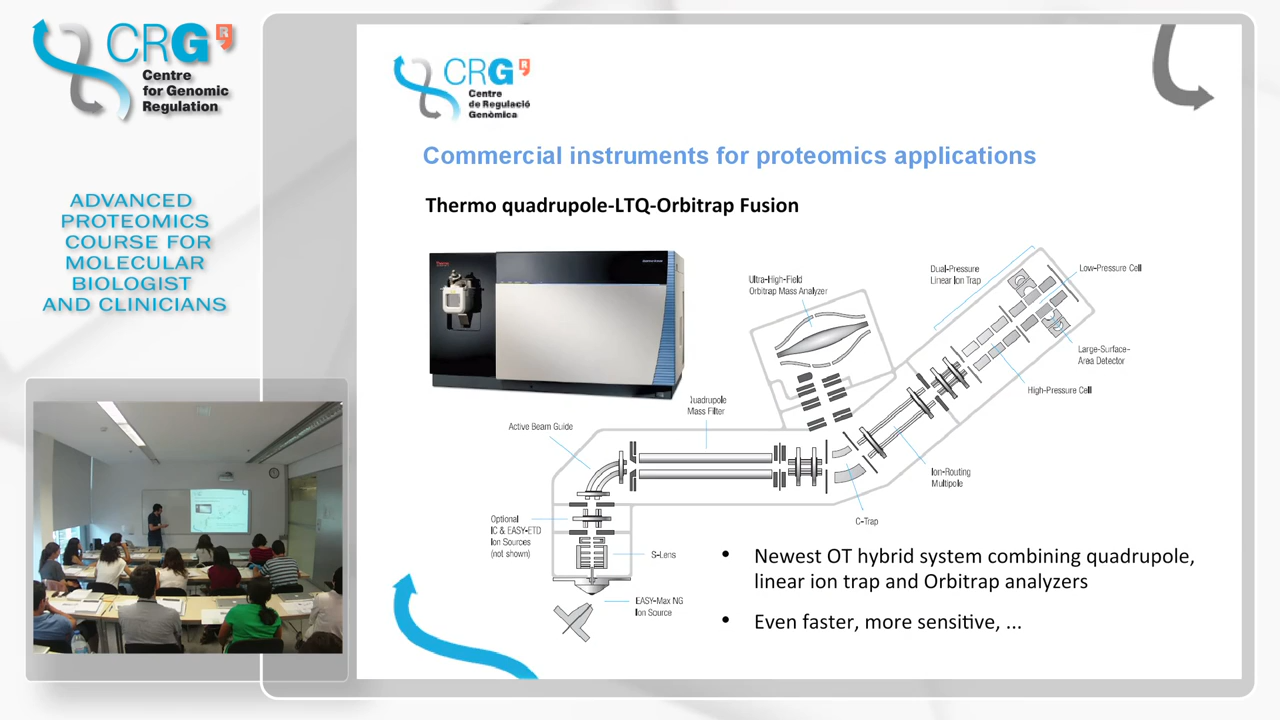 CRG
R
Centre
for Genomic
Regulation
ADVANCED
PROTEOMICS
COURSE FOR
MOLECULAR
BIOLOGIST
AND CLINICIANS
CRG
R
Centre
de Regulació
Genòmica
Commercial instruments for proteomics applications
Thermo quadrupole-LTQ-Orbitrap Fusion
Ultra-High-Field
Orbitrap Mass Analyzer
Dual-Pressure
Linear Ion Trap
Low-Pressure Cell
Large-Surface-
Area Detector
High-Pressure Cell
Quadrupole
Mass Filter
Active Beam Guide
Ion-Routing
Multipole
C-Trap
Optional
IC & EASY-ETD
Ion Sources
(not shown)
S-Lens
EASY-Max NG
Ion Source
• Newest OT hybrid system combining quadrupole,
linear ion trap and Orbitrap analyzers
• Even faster, more sensitive, ...